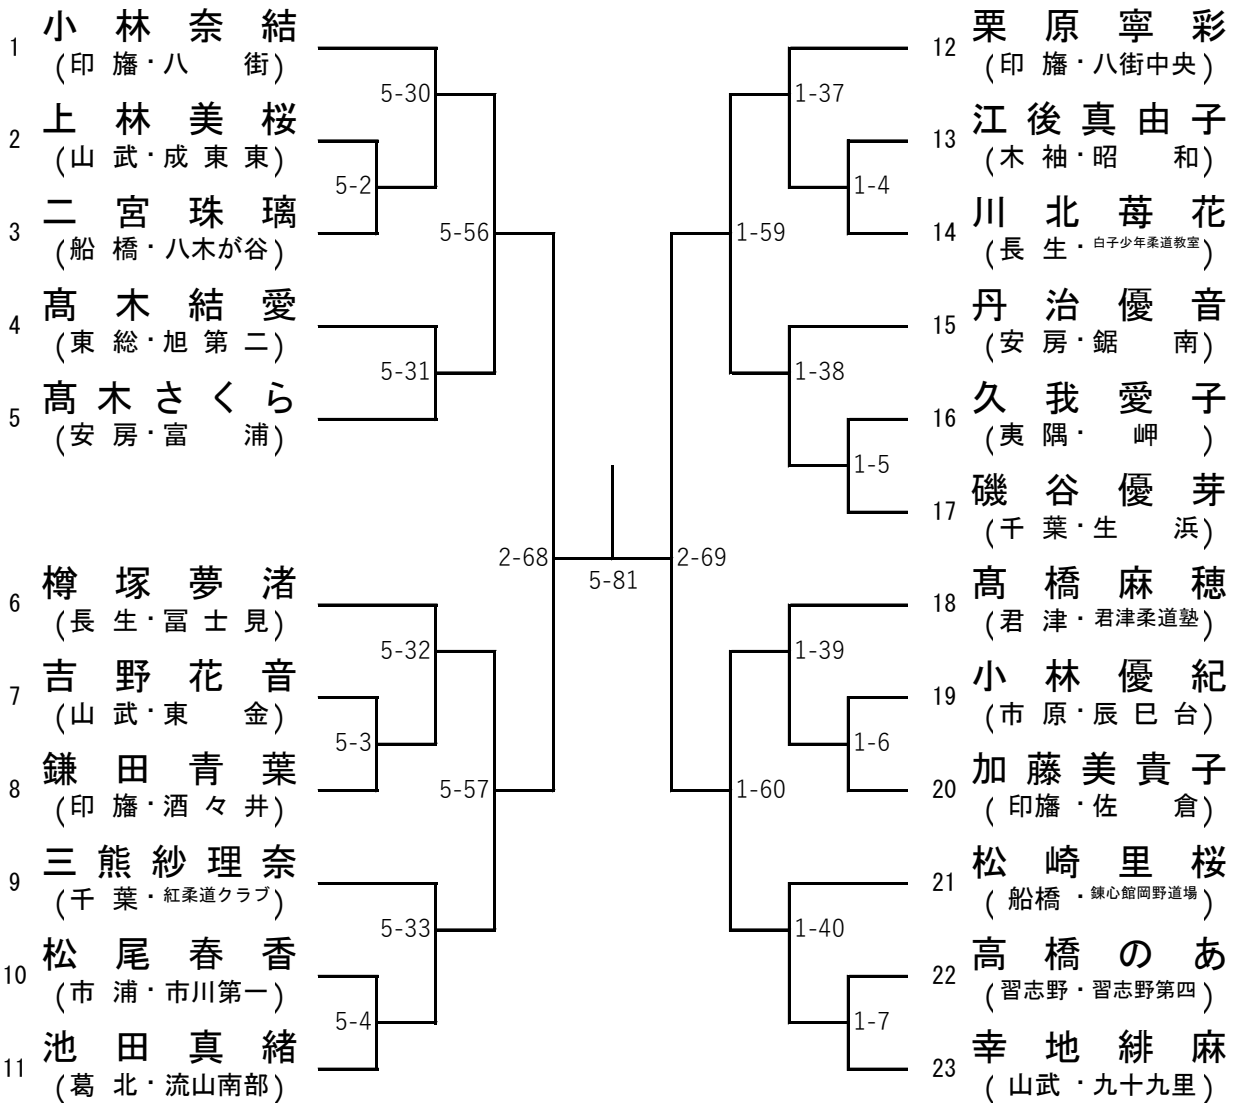 1 小林奈結
(印旛・八街)
2 上林美桜
(山武・成東東)
3 二宮珠璃
(船橋・八木が谷)
4 髙木結愛
(東総・旭第二)
5 髙木さくら
(安房・富浦)
6 樽塚夢渚
(長生・冨士見)
7 吉野花音
(山武・東金)
8 鎌田青葉
(印旛・酒々井)
9 三熊紗理奈
(千葉・紅柔道クラブ)
10 松尾春香
(市浦・市川第一)
11 池田真緒
(葛北・流山南部)
5-30
5-2
5-56
5-31
2-68
5-32
5-3
5-57
5-33
5-4
5-81
2-69
1-37
1-4
1-59
1-38
1-5
1-39
1-6
1-60
1-40
1-7
12 栗原寧彩
(印旛・八街中央)
13 江後真由子
(木袖・昭和)
14 川北苺花
(長生・白子少年柔道教室)
15 丹治優音
(安房・鋸南)
16 久我愛子
(夷隅・岬)
17 磯谷優芽
(千葉・生浜)
18 髙橋麻穂
(君津・君津柔道塾)
19 小林優紀
(市原・辰巳台)
20 加藤美貴子
(印旛・佐倉)
21 松崎里桜
(船橋・錬心館岡野道場)
22 高橋のあ
(習志野・習志野第四)
23 幸地緋麻
(山武・九十九里)